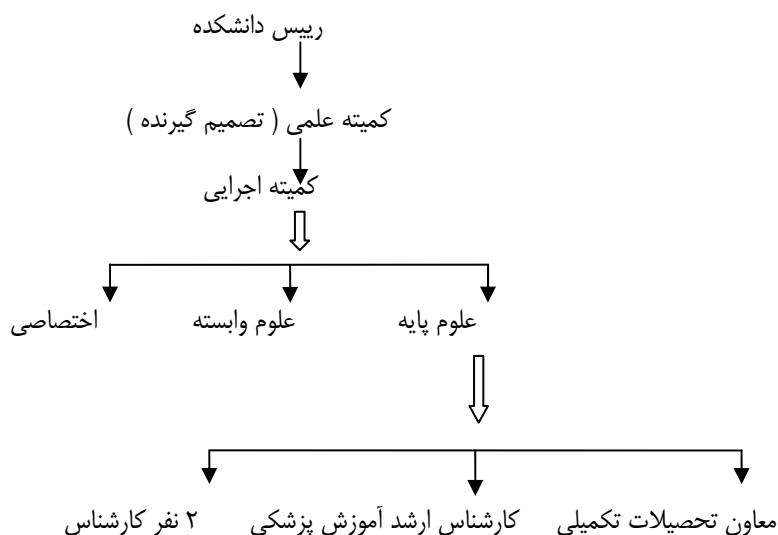 رییس دانشکده
کمیته علمی ( تصمیم گیرنده )
کمیته اجرایی
علوم پایه علوم وابسته اختصاصی
معاون تحصیلات تکمیلی کارشناس ارشد آموزش پزشکی ۲ نفر کارشناس